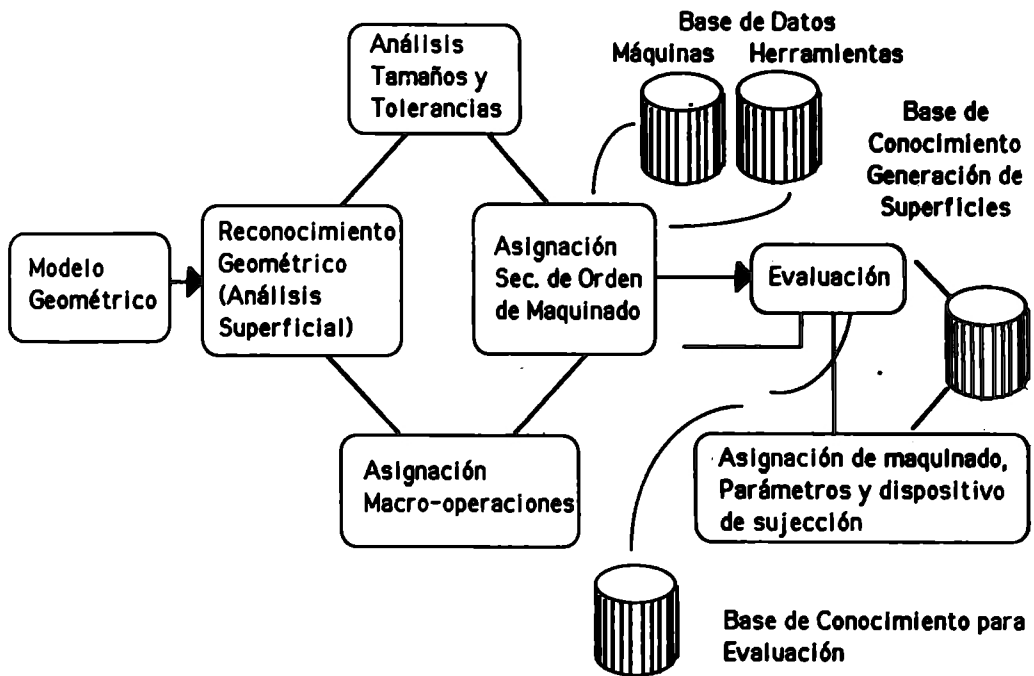 Base de Datos
Máquinas Herramientas
Análisis
Tamaños y
Tolerancias
Base de
Conocimiento
Generación de
Superficies
Modelo
Geométrico
Reconocimiento
Geométrico
(Análisis
Superficial)
Asignación
Sec. de Orden
de Maquinado
Evaluación
Asignación
Macro-operaciones
Asignación de maquinado,
Parámetros y dispositivo
de sujección
Base de Conocimiento para
Evaluación